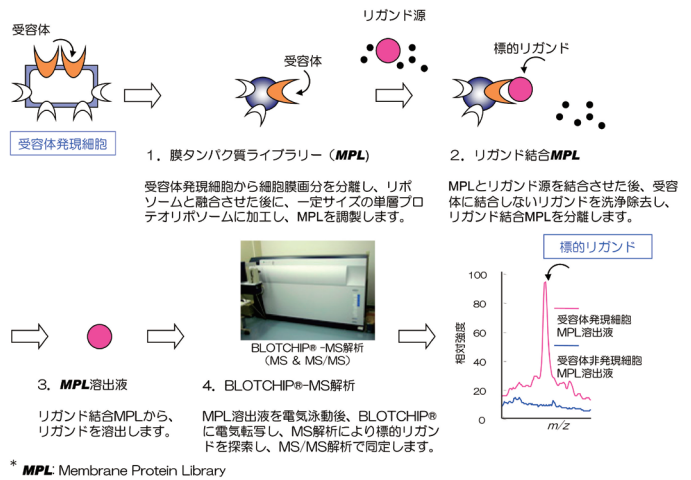 受容体
リガンド源
受容体
標的リガンド
受容体発現細胞
1．膜タンパク質ライブラリー（MPL)
受容体発現細胞から細胞膜画分を分離し、リポ
ソームと融合させた後に、一定サイズの単層プロ
テオリポソームに加工し、MPLを調製します。
2．リガンド結合MPL
MPLとリガンド源を結合させた後、受容
体に結合しないリガンドを洗浄除去し、
リガンド結合MPLを分離します。
3．MPL溶出液
リガンド結合MPLから、
リガンドを溶出します。
BLOTCHIP® -MS解析
（MS & MS/MS）
4．BLOTCHIP®-MS解析
MPL溶出液を電気泳動後、BLOTCHIP®
に電気転写し、MS解析により標的リガン
ドを探索し、MS/MS解析で同定します。
標的リガンド
相対強度
100
80
60
40
20
0
受容体発現細胞
MPL溶出液
受容体非発現細胞
MPL溶出液
m/z
* MPL: Membrane Protein Library